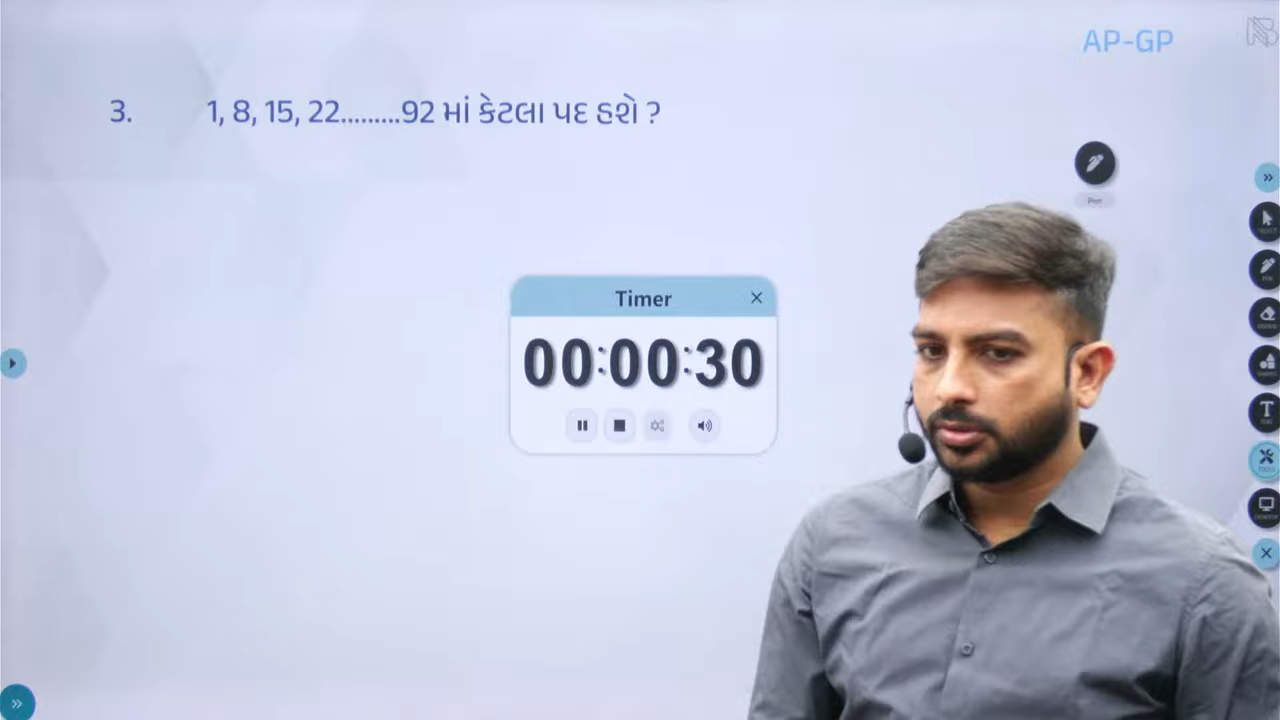 AP-GP
3. 1, 8, 15, 22.........92 માં કેટલા પદ હશે ?
Pen
Timer
00:00:30